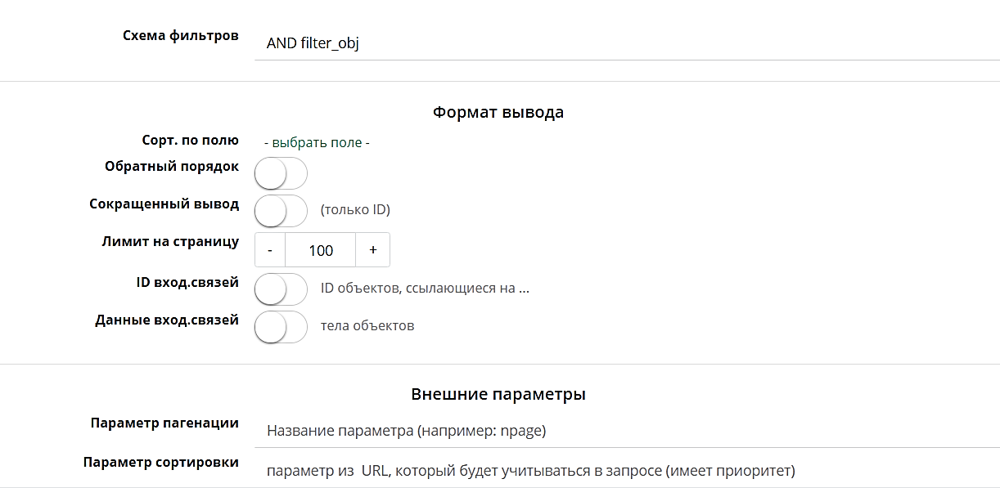 Схема фильтров
AND filter_obj
Формат вывода
Сорт. по полю
- выбрать поле -
Обратный порядок
Сокращенный вывод
(только ID)
Лимит на страницу
- 100 +
ID вход.связей
ID объектов, ссылающиеся на ...
Данные вход.связей
тела объектов
Внешние параметры
Параметр пагенации
Название параметра (например: npage)
Параметр сортировки
параметр из  URL, который будет учитываться в запросе (имеет приоритет)